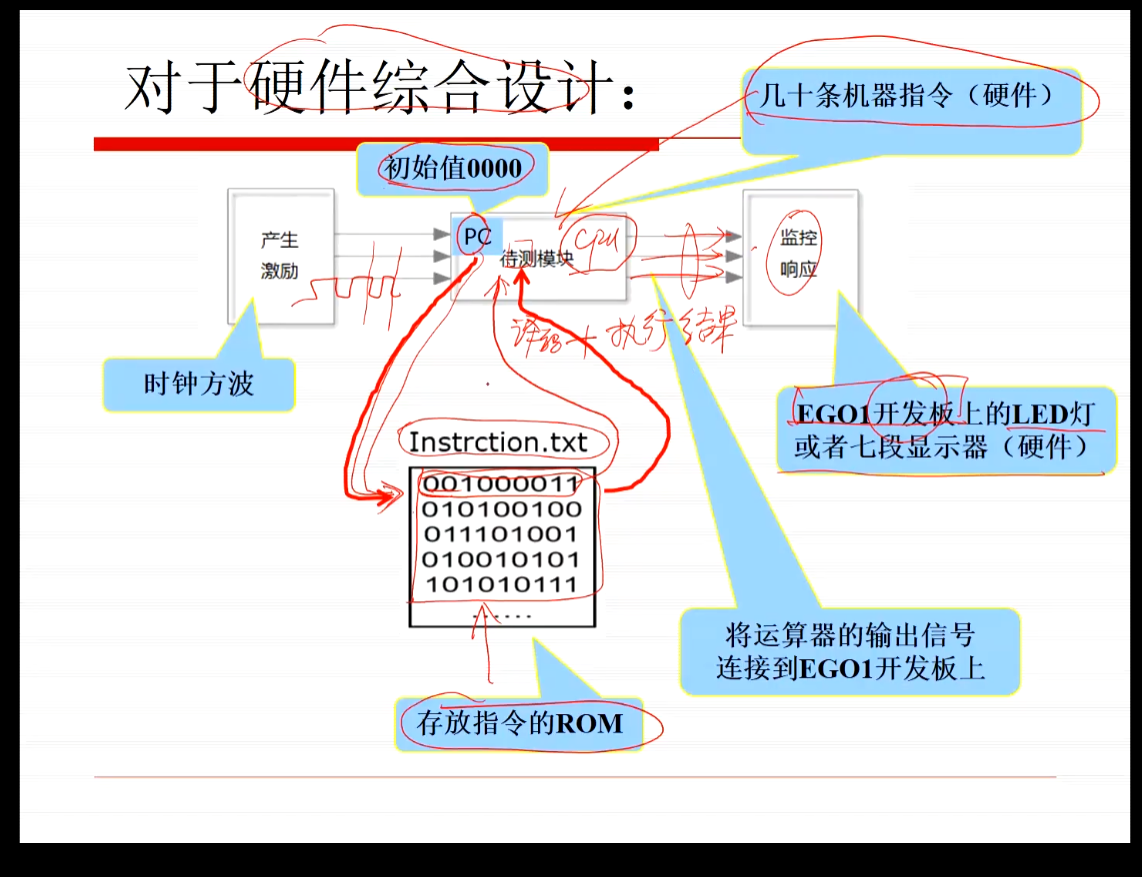 对于硬件综合设计：
几十条机器指令（硬件）
初始值0000
产生
激励
PC
待测模块
cpu
监控
响应
译码+执行结果
时钟方波
EGO1开发板上的LED灯
或者七段显示器（硬件）
Instrction.txt
001000011
010100100
011101001
010010101
101010111
......
将运算器的输出信号
连接到EGO1开发板上
存放指令的ROM